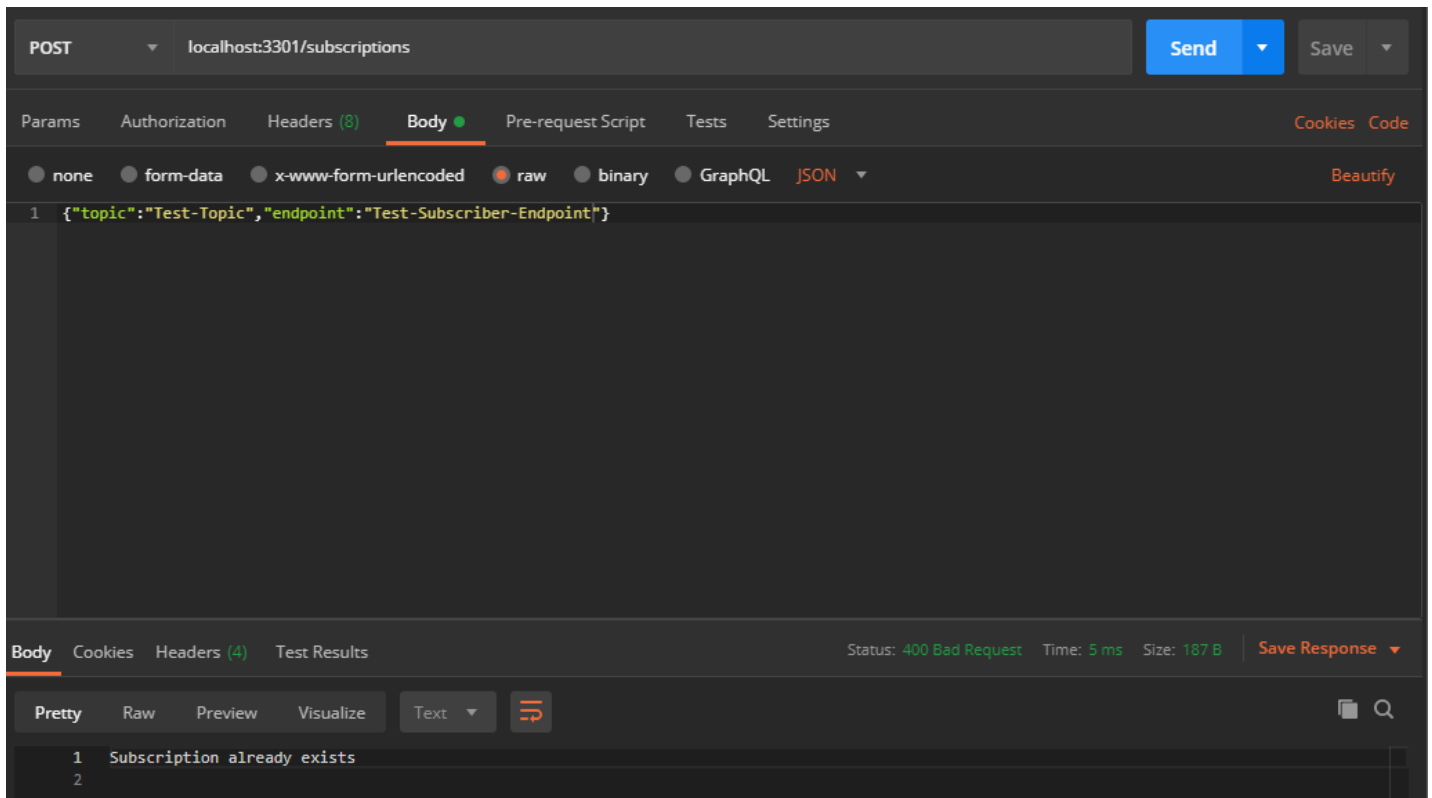 POST localhost:3301/subscriptions Send Save
Params Authorization Headers (8) Body Pre-request Script Tests Settings Cookies Code
none form-data x-www-form-urlencoded raw binary GraphQL JSON Beautify
1 {"topic":"Test-Topic","endpoint":"Test-Subscriber-Endpoint"}
Body Cookies Headers (4) Test Results Status: 400 Bad Request Time: 5 ms Size: 187 B Save Response
Pretty Raw Preview Visualize Text
1 Subscription already exists
2